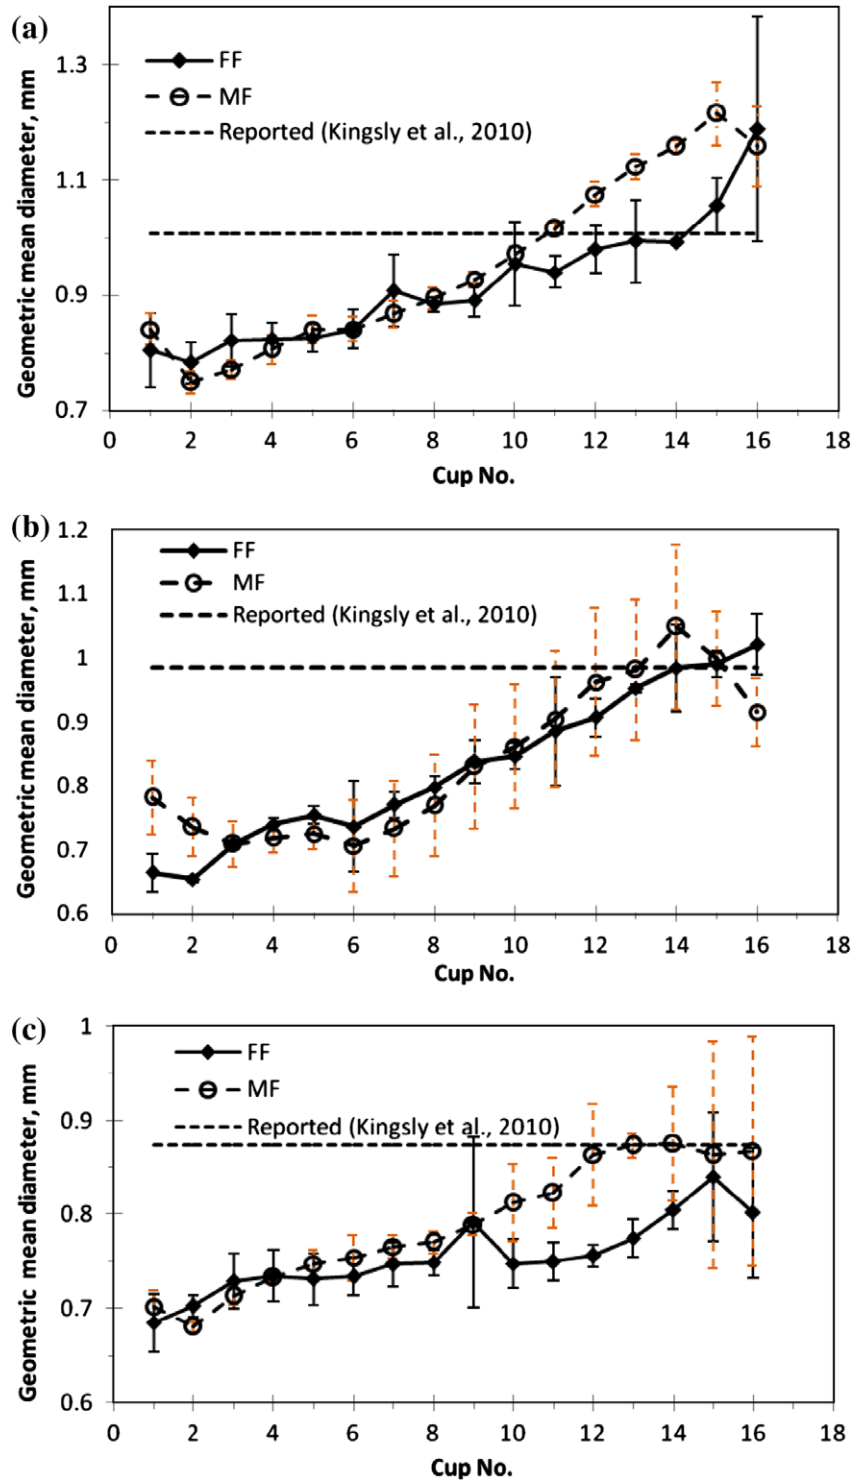 (a)
Geometric mean diameter, mm
1.3
1.1
0.9
0.7
FF
MF
Reported (Kingsly et al., 2010)
0 2 4 6 8 10 12 14 16 18
Cup No.
(b)
Geometric mean diameter, mm
1.2
1.1
1
0.9
0.8
0.7
0.6
FF
MF
Reported (Kingsly et al., 2010)
0 2 4 6 8 10 12 14 16 18
Cup No.
(c)
Geometric mean diameter, mm
1
0.9
0.8
0.7
0.6
FF
MF
Reported (Kingsly et al., 2010)
0 2 4 6 8 10 12 14 16 18
Cup No.